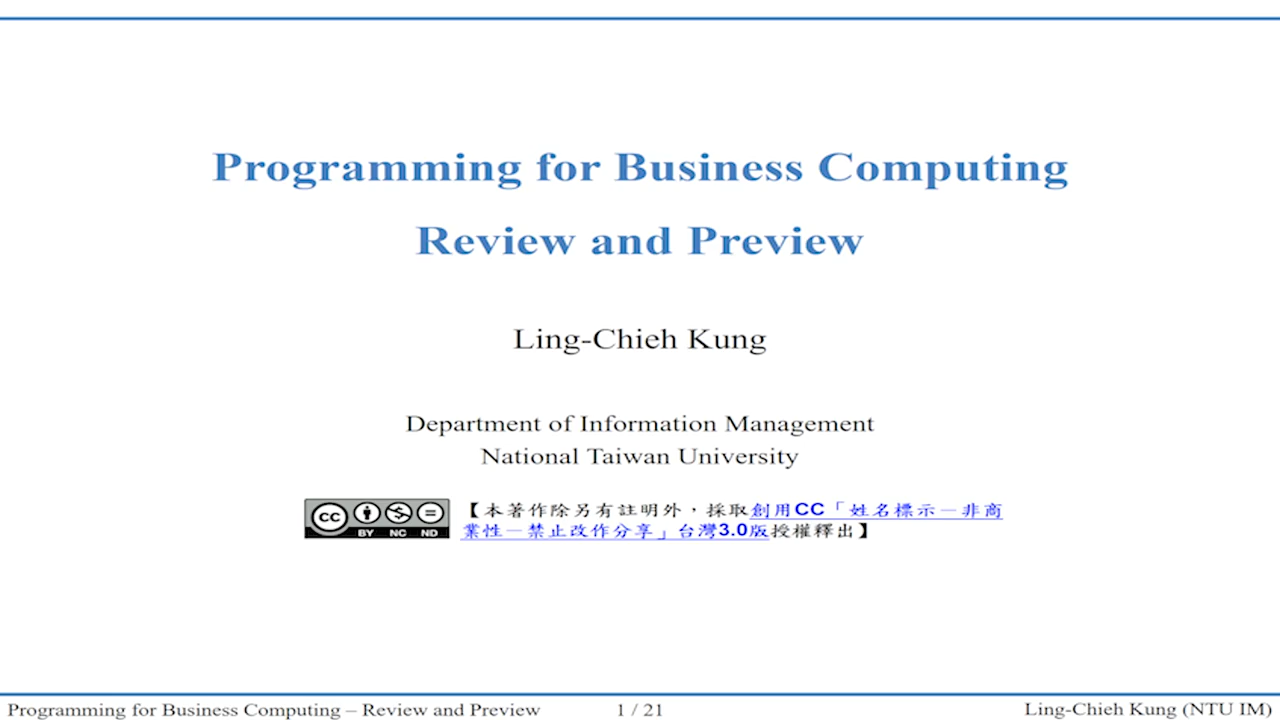 Programming for Business Computing
Review and Preview
Ling-Chieh Kung
Department of Information Management
National Taiwan University
cc BY NC ND
【本著作除另有註明外，採取創用CC「姓名標示－非商
業性－禁止改作分享」台灣3.0版授權釋出】
Programming for Business Computing – Review and Preview 1 / 21 Ling-Chieh Kung (NTU IM)